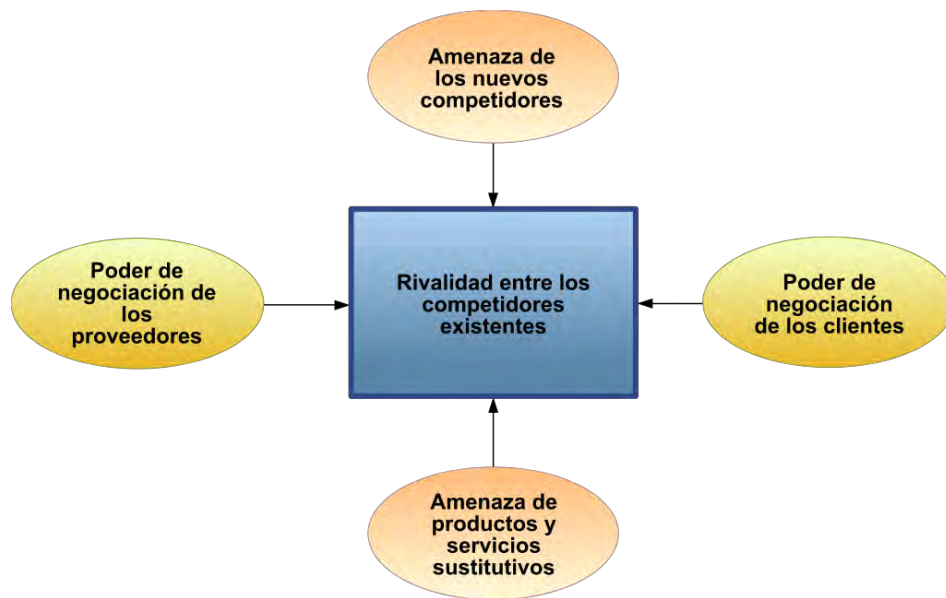 Amenaza de
los nuevos
competidores
Poder de
negociación de
los
proveedores
Rivalidad entre los
competidores
existentes
Poder de
negociación
de los clientes
Amenaza de
productos y
servicios
sustitutivos